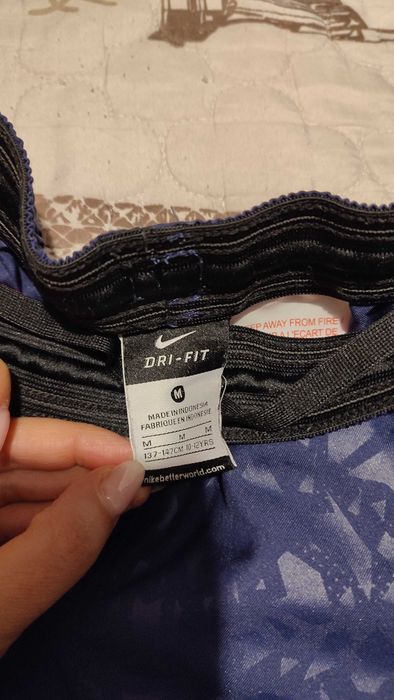 DRI-FIT
M
MADE IN INDONESIA
FABRIQUE EN INDONESIE
M M M
137-147CM 10-12YRS
nikebetterworld.com
EP AWAY FROM FIRE
À L'ECART DE